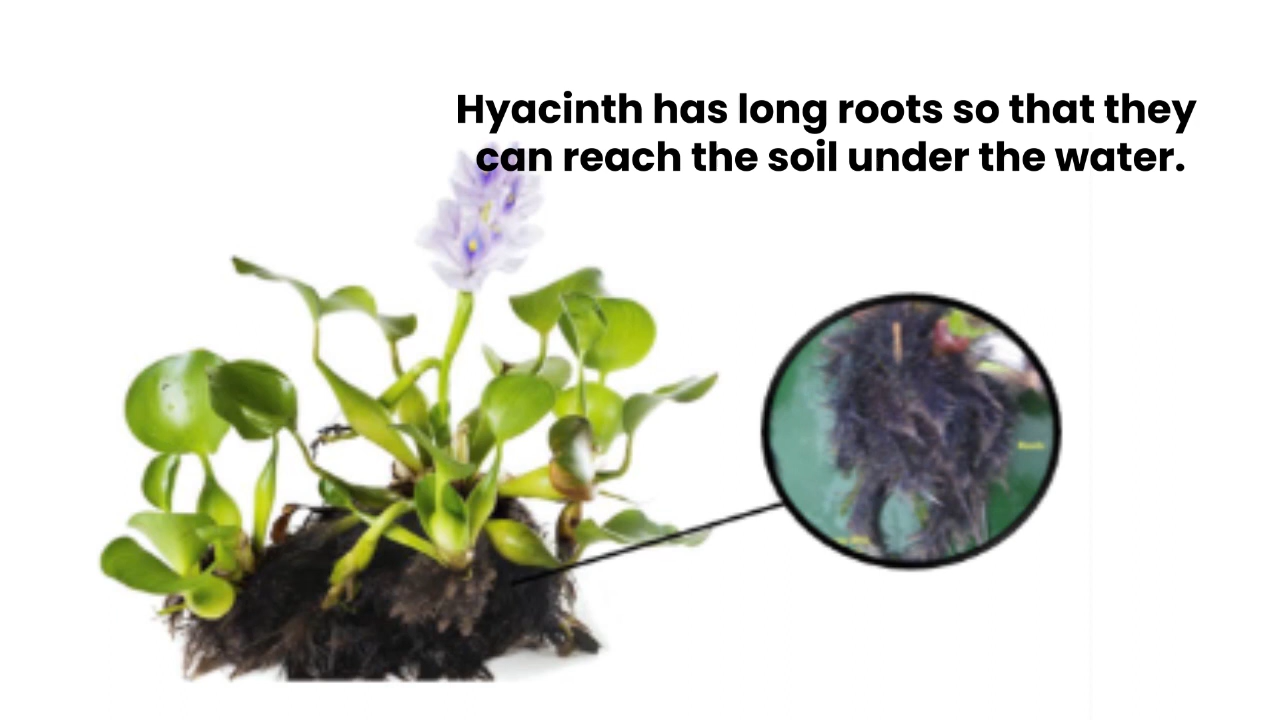 Hyacinth has long roots so that they
can reach the soil under the water.